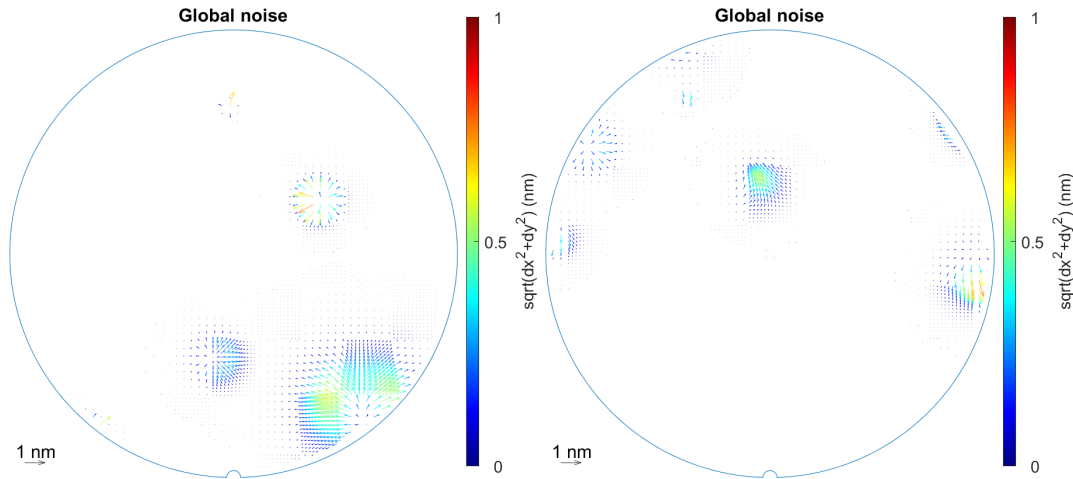 Global noise
1
0.5
0
sqrt(dx²+dy²) (nm)
1 nm
Global noise
1
0.5
0
sqrt(dx²+dy²) (nm)
1 nm